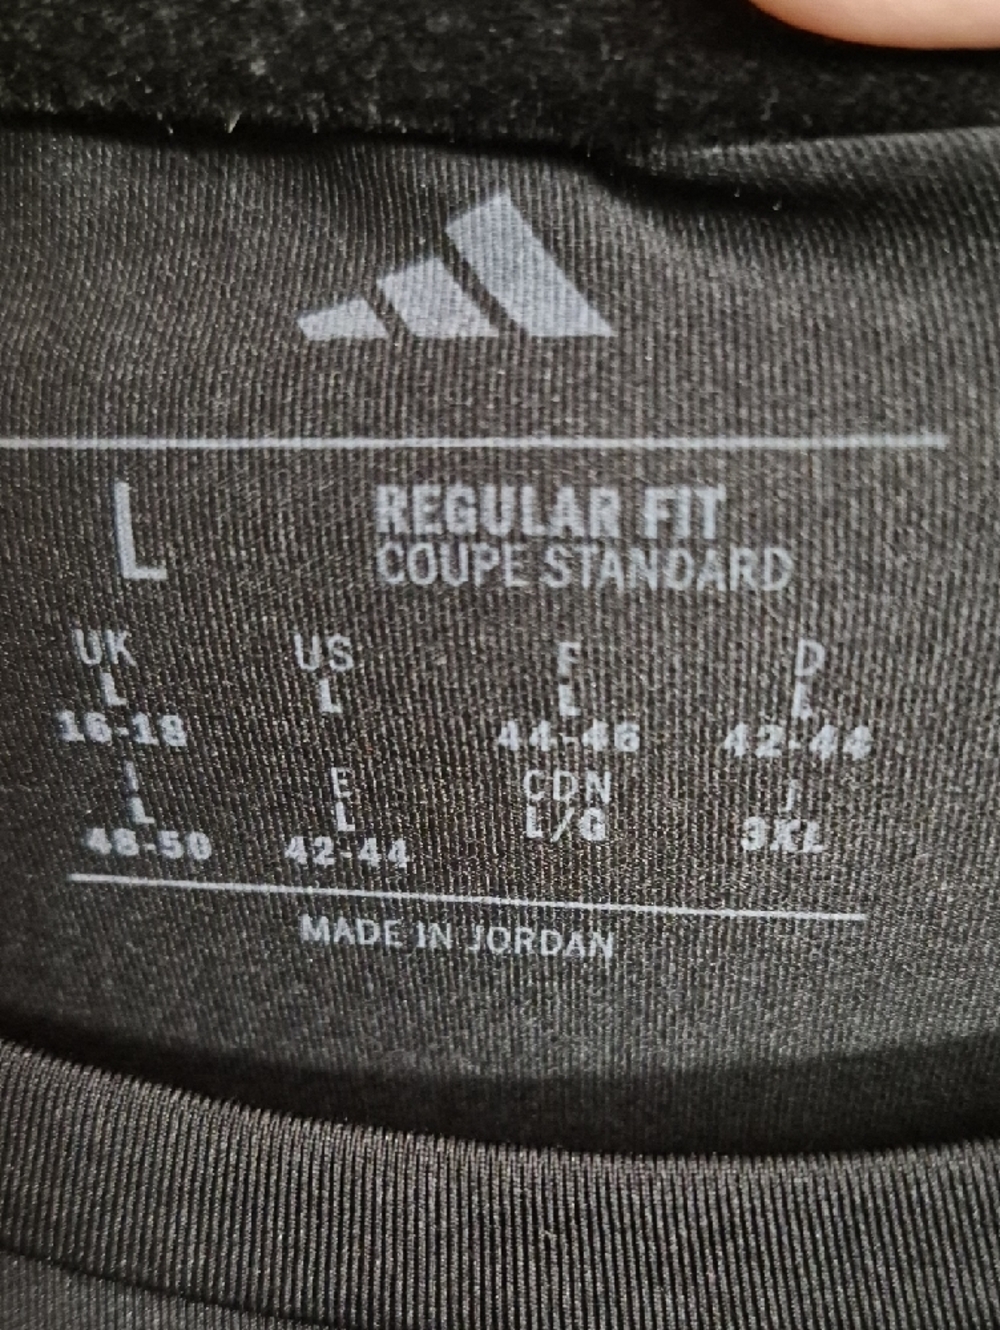 L REGULAR FIT
COUPE STANDARD
UK US F D
L L L L
16-18 44-46 42-44
I E CDN J
L L L/G 3XL
48-50 42-44
MADE IN JORDAN